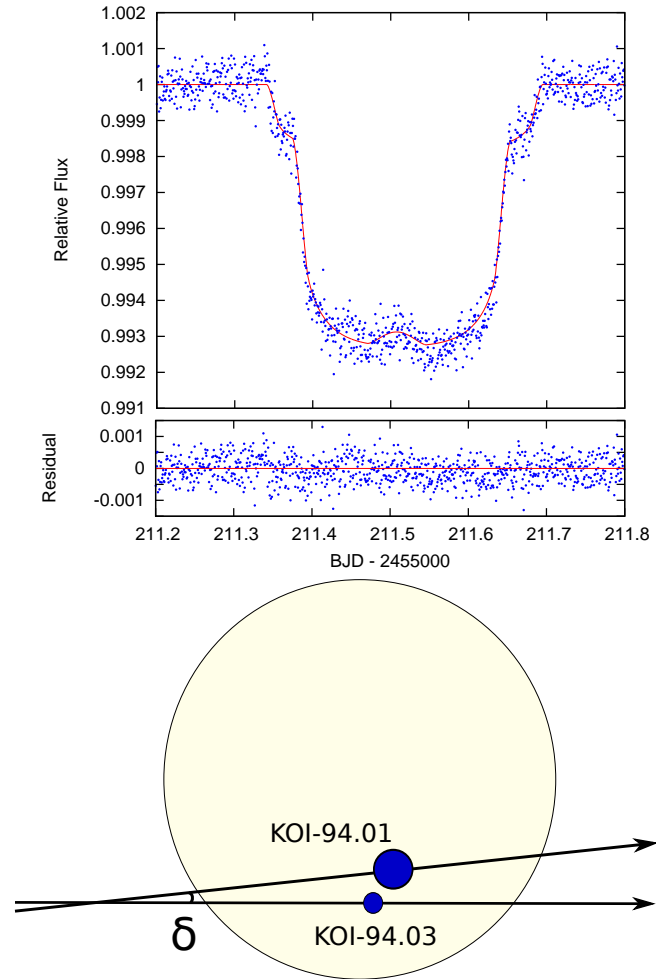 1.002
1.001
1
0.999
0.998
0.997
0.996
0.995
0.994
0.993
0.992
0.991
Relative Flux
0.001
0
-0.001
Residual
211.2 211.3 211.4 211.5 211.6 211.7 211.8
BJD - 2455000
KOI-94.01
δ
KOI-94.03